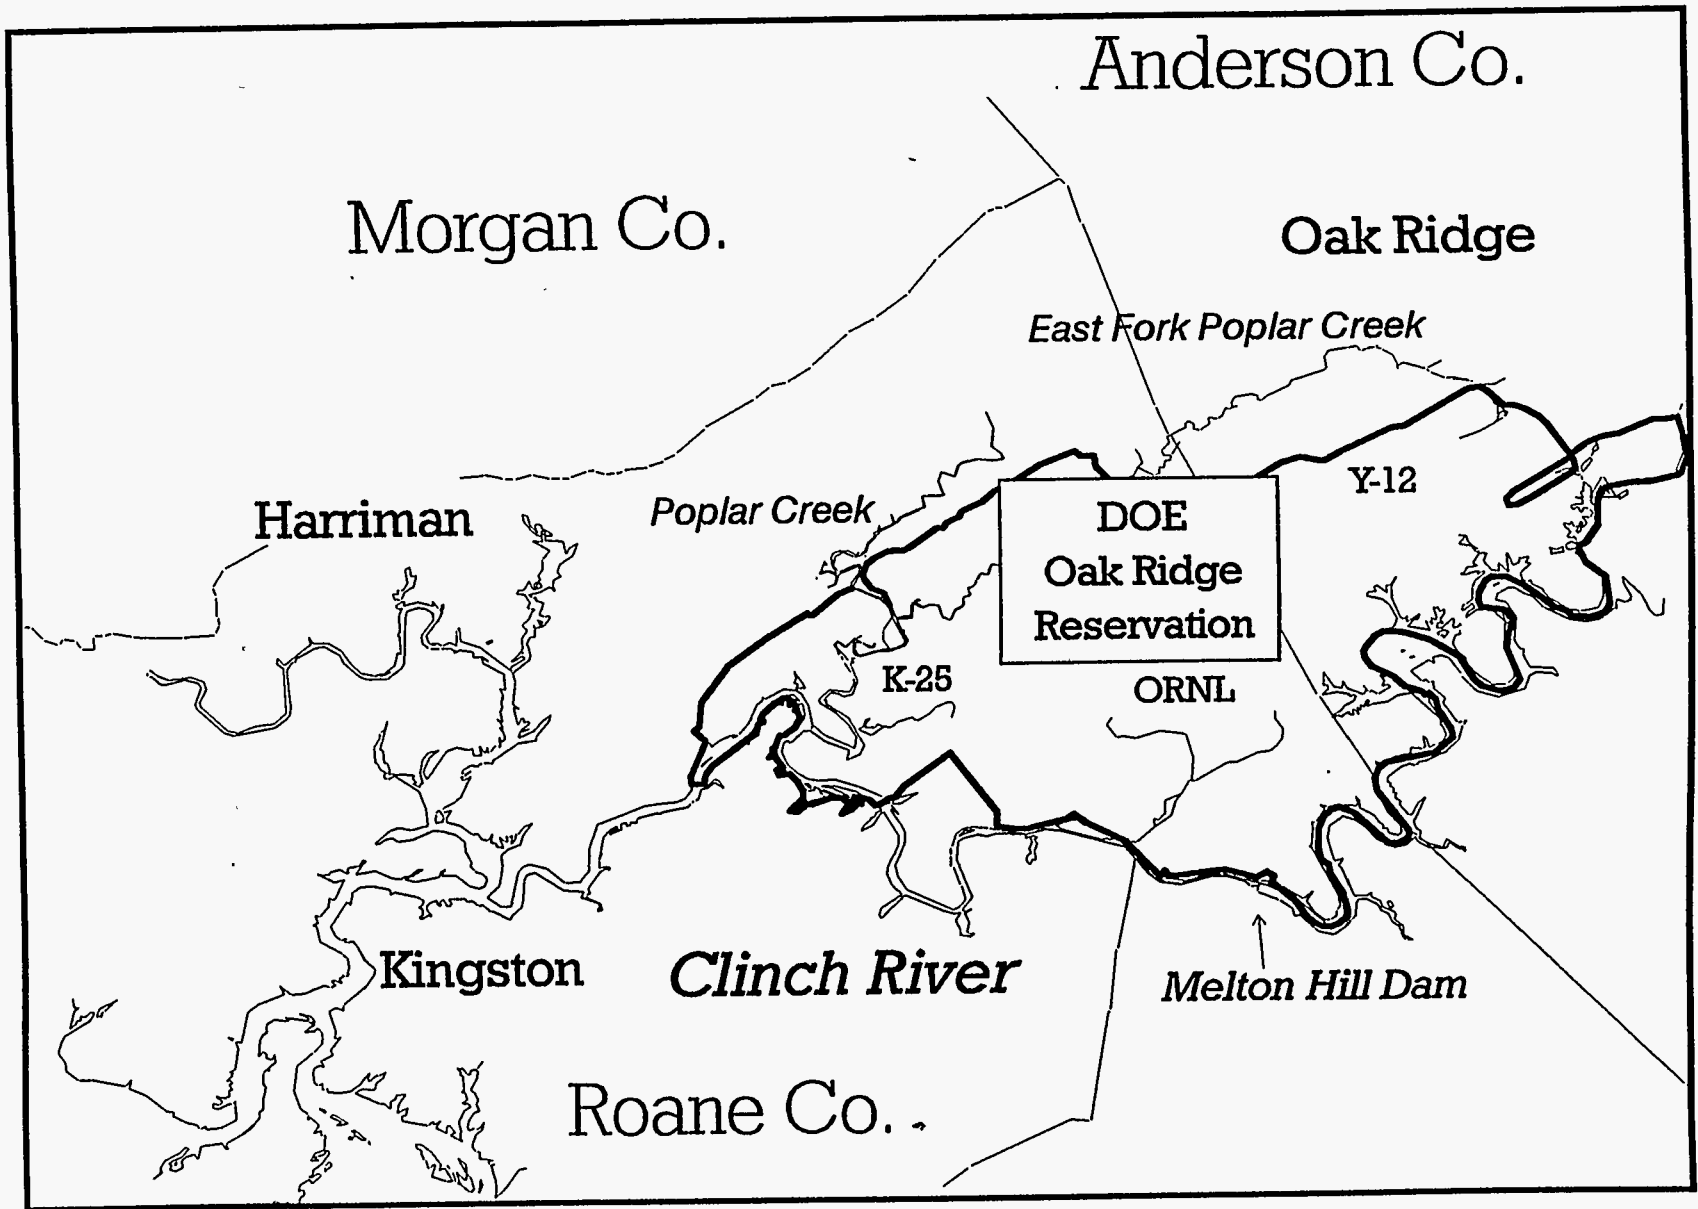 Anderson Co.
Morgan Co.
Oak Ridge
East Fork Poplar Creek
Y-12
Harriman
Poplar Creek
DOE
Oak Ridge
Reservation
K-25
ORNL
Kingston
Clinch River
Melton Hill Dam
Roane Co.